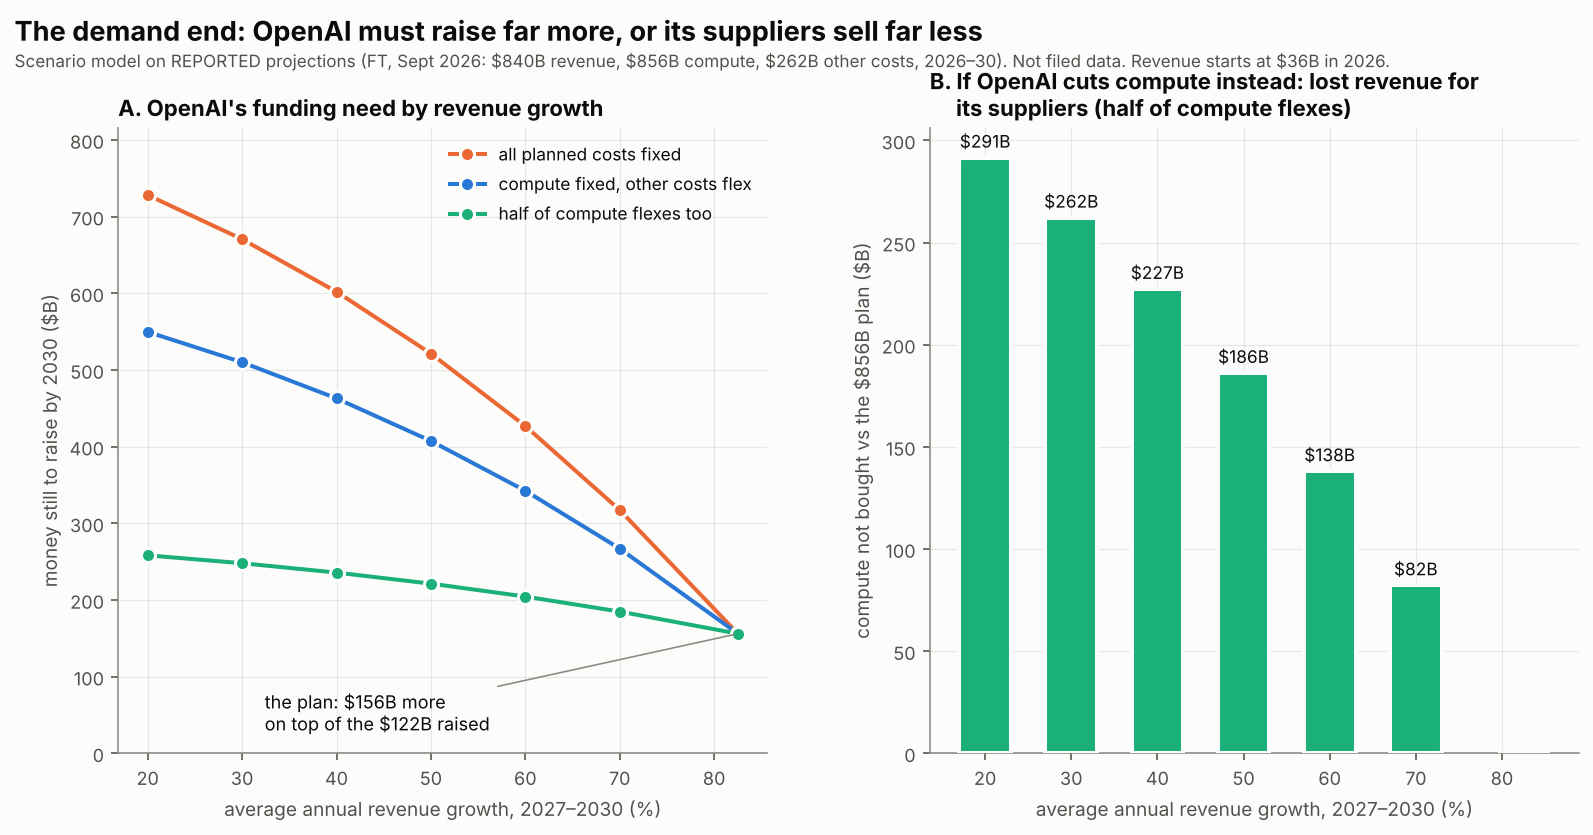 The demand end: OpenAI must raise far more, or its suppliers sell far less
Scenario model on REPORTED projections (FT, Sept 2026: $840B revenue, $856B compute, $262B other costs, 2026–30). Not filed data. Revenue starts at $36B in 2026.
A. OpenAI's funding need by revenue growth
800
700
600
500
400
300
200
100
0
money still to raise by 2030 ($B)
all planned costs fixed
compute fixed, other costs flex
half of compute flexes too
the plan: $156B more
on top of the $122B raised
20 30 40 50 60 70 80
average annual revenue growth, 2027–2030 (%)
B. If OpenAI cuts compute instead: lost revenue for
its suppliers (half of compute flexes)
300
250
200
150
100
50
0
compute not bought vs the $856B plan ($B)
$291B
$262B
$227B
$186B
$138B
$82B
20 30 40 50 60 70 80
average annual revenue growth, 2027–2030 (%)